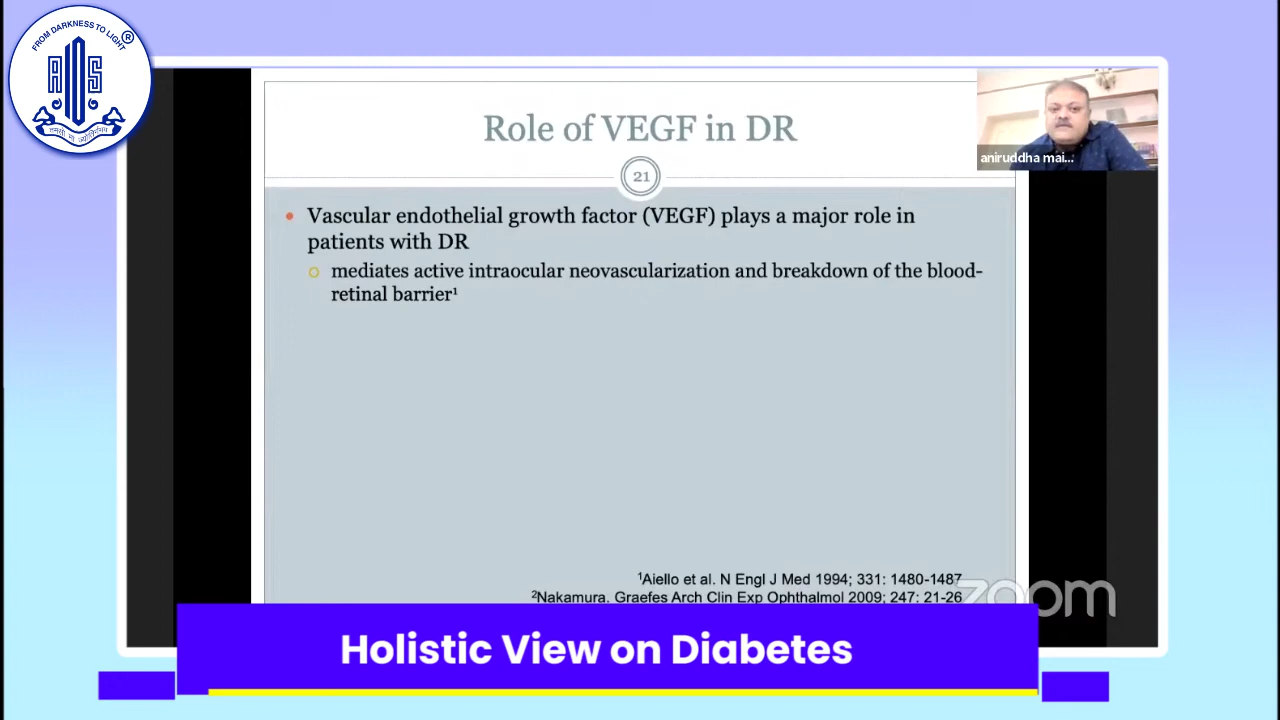 FROM DARKNESS TO LIGHT
®
AIOS
तमसो मा ज्योतिर्गमय
Role of VEGF in DR
21
aniruddha mai...
• Vascular endothelial growth factor (VEGF) plays a major role in
patients with DR
o mediates active intraocular neovascularization and breakdown of the blood-
retinal barrier¹
¹Aiello et al. N Engl J Med 1994; 331: 1480-1487
²Nakamura. Graefes Arch Clin Exp Ophthalmol 2009; 247: 21-26
zoom
Holistic View on Diabetes